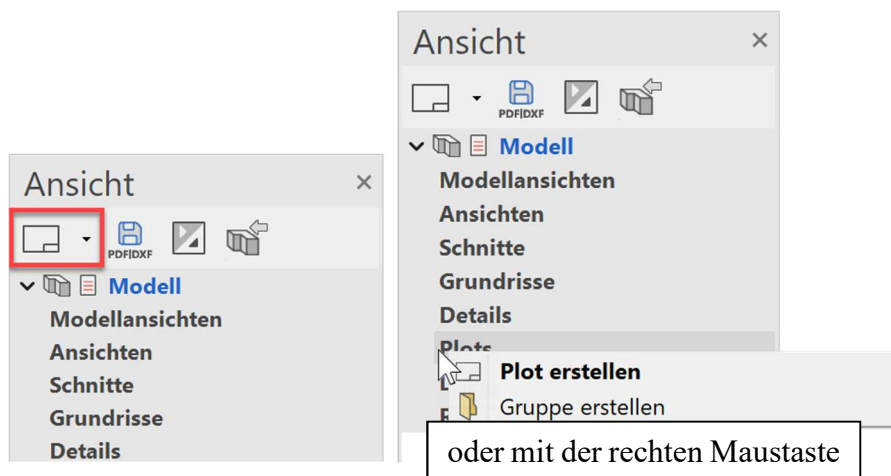 Ansicht
PDF|DXF
Modell
Modellansichten
Ansichten
Schnitte
Grundrisse
Details
Ansicht
PDF|DXF
Modell
Modellansichten
Ansichten
Schnitte
Grundrisse
Details
Plots
Plot erstellen
Gruppe erstellen
oder mit der rechten Maustaste